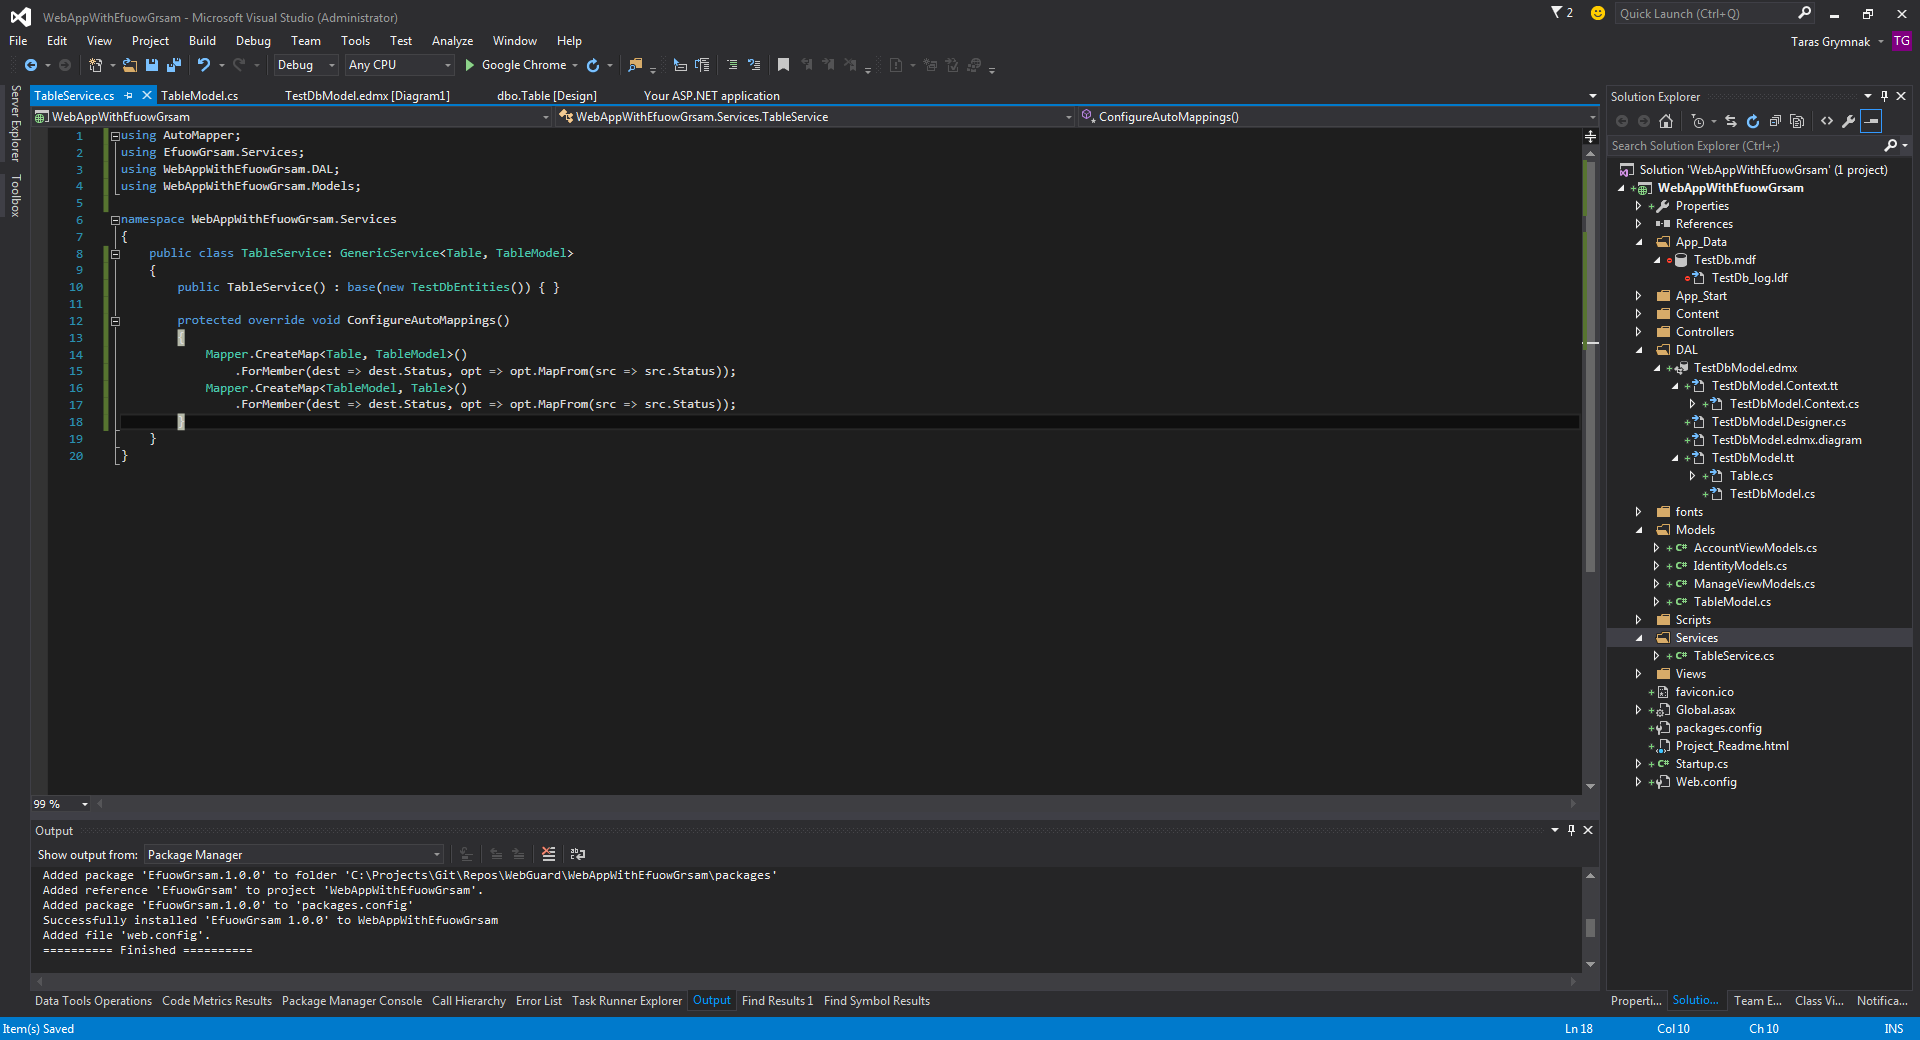 WebAppWithEfuowGrsam - Microsoft Visual Studio (Administrator)
2
Quick Launch (Ctrl+Q)
File Edit View Project Build Debug Team Tools Test Analyze Window Help
Taras Grymnak TG
Debug Any CPU Google Chrome
Server Explorer
Toolbox
TableService.cs TableModel.cs TestDbModel.edmx [Diagram1] dbo.Table [Design] Your ASP.NET application
WebAppWithEfuowGrsam WebAppWithEfuowGrsam.Services.TableService ConfigureAutoMappings()
1 using AutoMapper;
2 using EfuowGrsam.Services;
3 using WebAppWithEfuowGrsam.DAL;
4 using WebAppWithEfuowGrsam.Models;
5
6 namespace WebAppWithEfuowGrsam.Services
7 {
8 public class TableService: GenericService<Table, TableModel>
9 {
10 public TableService() : base(new TestDbEntities()) { }
11
12 protected override void ConfigureAutoMappings()
13 {
14 Mapper.CreateMap<Table, TableModel>()
15 .ForMember(dest => dest.Status, opt => opt.MapFrom(src => src.Status));
16 Mapper.CreateMap<TableModel, Table>()
17 .ForMember(dest => dest.Status, opt => opt.MapFrom(src => src.Status));
18 }
19 }
20 }
99 %
Output
Show output from: Package Manager
Added package 'EfuowGrsam.1.0.0' to folder 'C:\Projects\Git\Repos\WebGuard\WebAppWithEfuowGrsam\packages'
Added reference 'EfuowGrsam' to project 'WebAppWithEfuowGrsam'.
Added package 'EfuowGrsam.1.0.0' to 'packages.config'
Successfully installed 'EfuowGrsam 1.0.0' to WebAppWithEfuowGrsam
Added file 'web.config'.
========== Finished ==========
Data Tools Operations Code Metrics Results Package Manager Console Call Hierarchy Error List Task Runner Explorer Output Find Results 1 Find Symbol Results
Solution Explorer
Search Solution Explorer (Ctrl+;)
Solution 'WebAppWithEfuowGrsam' (1 project)
WebAppWithEfuowGrsam
Properties
References
App_Data
TestDb.mdf
TestDb_log.ldf
App_Start
Content
Controllers
DAL
TestDbModel.edmx
TestDbModel.Context.tt
TestDbModel.Context.cs
TestDbModel.Designer.cs
TestDbModel.edmx.diagram
TestDbModel.tt
Table.cs
TestDbModel.cs
fonts
Models
C# AccountViewModels.cs
C# IdentityModels.cs
C# ManageViewModels.cs
C# TableModel.cs
Scripts
Services
C# TableService.cs
Views
favicon.ico
Global.asax
packages.config
Project_Readme.html
C# Startup.cs
Web.config
Properti... Solutio... Team E... Class Vi... Notifica...
Item(s) Saved
Ln 18 Col 10 Ch 10 INS